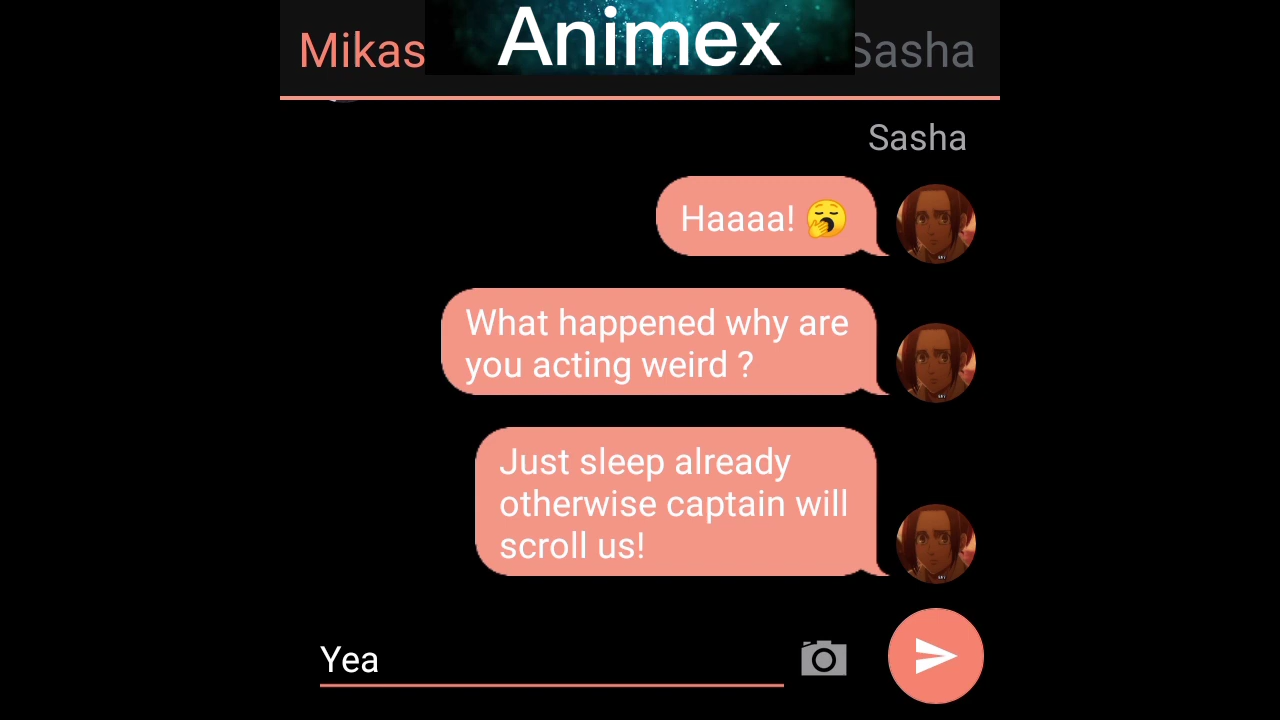 Mikas
Animex
Sasha
Sasha
Haaaa! 🥱
What happened why are
you acting weird ?
Just sleep already
otherwise captain will
scroll us!
Yea